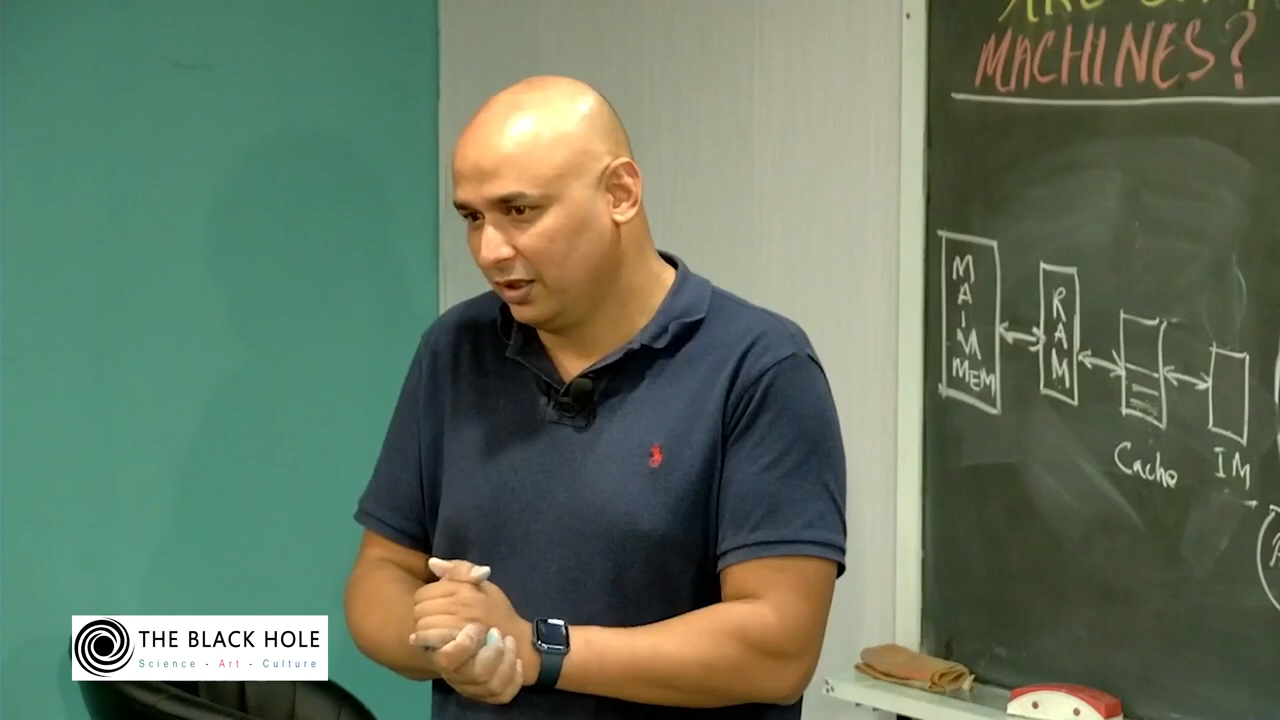 MACHINES?
MAIN
MEM
RAM
Cache
IM
THE BLACK HOLE
Science - Art - Culture